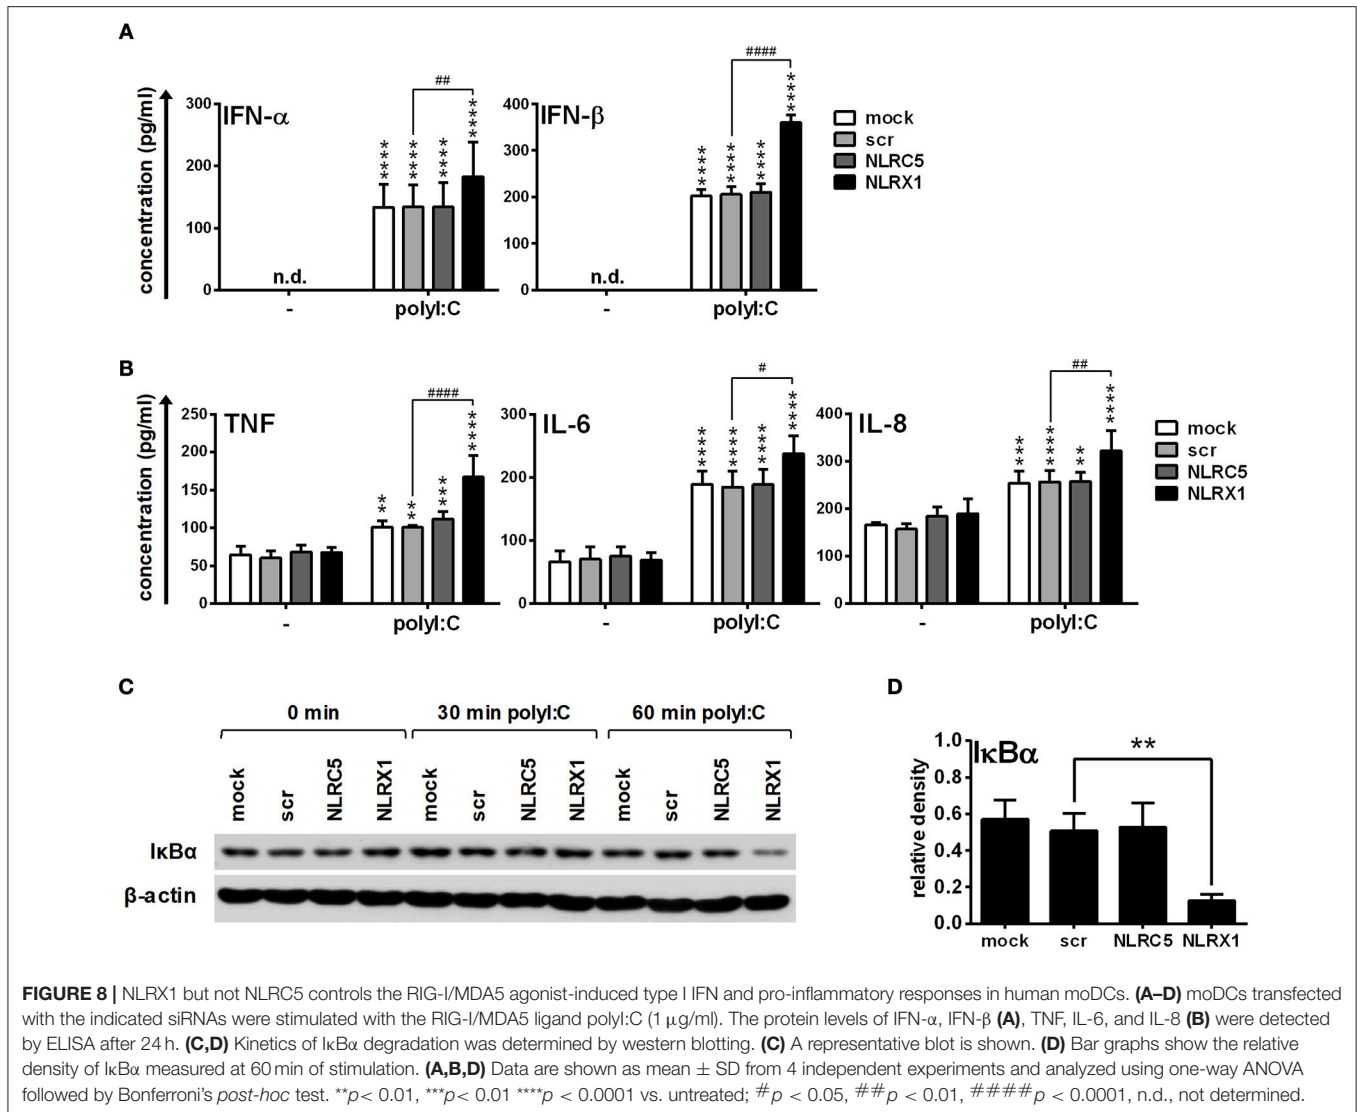 A
concentration (pg/ml)
IFN-α
300
200
100
0
n.d.
-
polyI:C
****
****
****
****
##
IFN-β
400
300
200
100
0
n.d.
-
polyI:C
****
****
****
****
####
mock
scr
NLRC5
NLRX1
B
concentration (pg/ml)
TNF
250
200
150
100
50
0
-
polyI:C
**
**
***
****
####
IL-6
300
200
100
0
-
polyI:C
****
****
****
****
#
IL-8
400
300
200
100
0
-
polyI:C
***
****
**
****
##
mock
scr
NLRC5
NLRX1
C
0 min 30 min polyI:C 60 min polyI:C
mock scr NLRC5 NLRX1 mock scr NLRC5 NLRX1 mock scr NLRC5 NLRX1
IκBα
β-actin
D
relative density
IκBα
**
1.0
0.8
0.6
0.4
0.2
0.0
mock scr NLRC5 NLRX1
FIGURE 8 | NLRX1 but not NLRC5 controls the RIG-I/MDA5 agonist-induced type I IFN and pro-inflammatory responses in human moDCs. (A–D) moDCs transfected
with the indicated siRNAs were stimulated with the RIG-I/MDA5 ligand polyI:C (1 μg/ml). The protein levels of IFN-α, IFN-β (A), TNF, IL-6, and IL-8 (B) were detected
by ELISA after 24 h. (C,D) Kinetics of IκBα degradation was determined by western blotting. (C) A representative blot is shown. (D) Bar graphs show the relative
density of IκBα measured at 60 min of stimulation. (A,B,D) Data are shown as mean ± SD from 4 independent experiments and analyzed using one-way ANOVA
followed by Bonferroni's post-hoc test. **p< 0.01, ***p< 0.01 ****p < 0.0001 vs. untreated; #p < 0.05, ##p < 0.01, ####p < 0.0001, n.d., not determined.